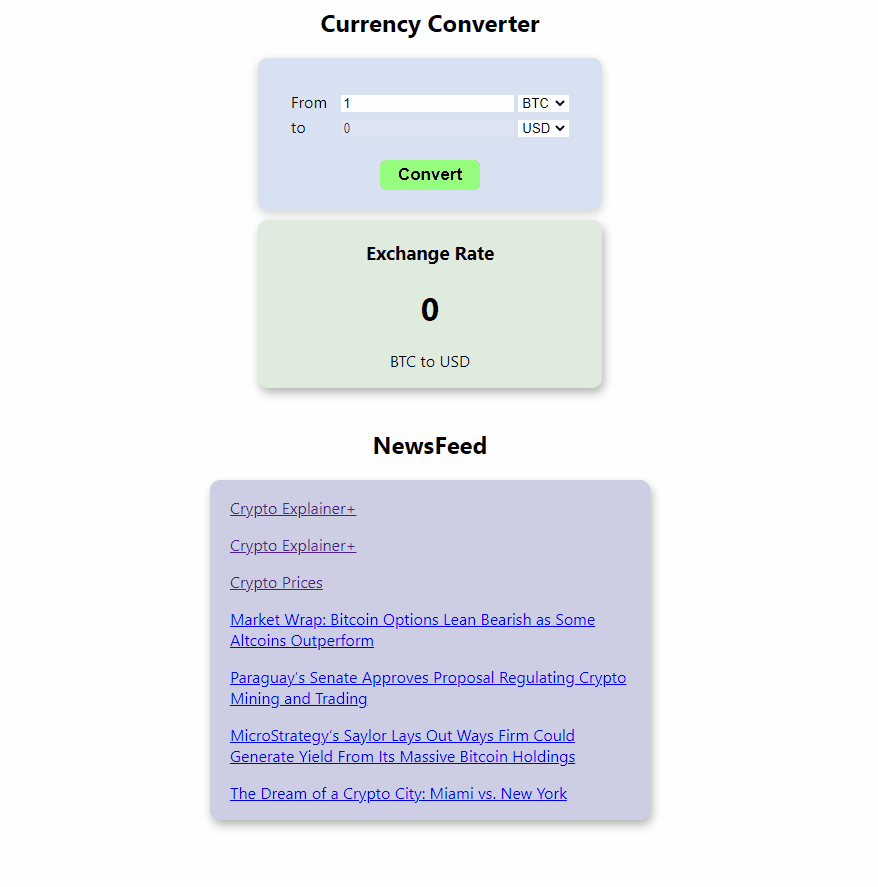 Currency Converter
From 1 BTC
to 0 USD
Convert
Exchange Rate
0
BTC to USD
NewsFeed
Crypto Explainer+
Crypto Explainer+
Crypto Prices
Market Wrap: Bitcoin Options Lean Bearish as Some
Altcoins Outperform
Paraguay’s Senate Approves Proposal Regulating Crypto
Mining and Trading
MicroStrategy’s Saylor Lays Out Ways Firm Could
Generate Yield From Its Massive Bitcoin Holdings
The Dream of a Crypto City: Miami vs. New York